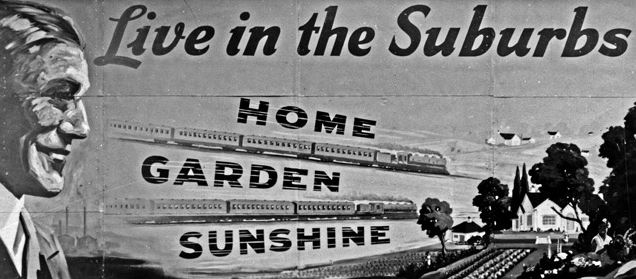 Live in the Suburbs
HOME
GARDEN
SUNSHINE